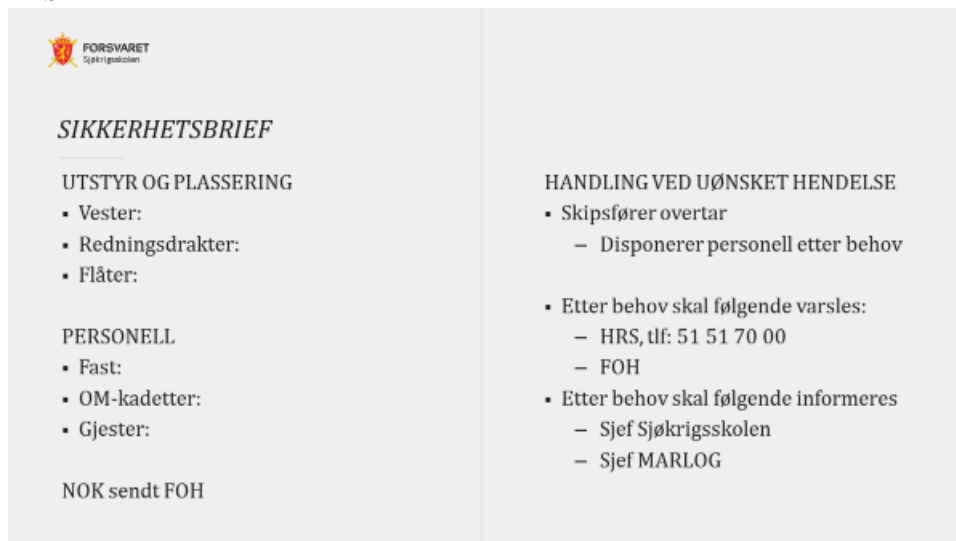 FORSVARET
Sjøkrigsskolen
SIKKERHETSBRIEF
UTSTYR OG PLASSERING
▪ Vester:
▪ Redningsdrakter:
▪ Flåter:
PERSONELL
▪ Fast:
▪ OM-kadetter:
▪ Gjester:
NOK sendt FOH
HANDLING VED UØNSKET HENDELSE
▪ Skipsfører overtar
– Disponerer personell etter behov
▪ Etter behov skal følgende varsles:
– HRS, tlf: 51 51 70 00
– FOH
▪ Etter behov skal følgende informeres
– Sjef Sjøkrigsskolen
– Sjef MARLOG